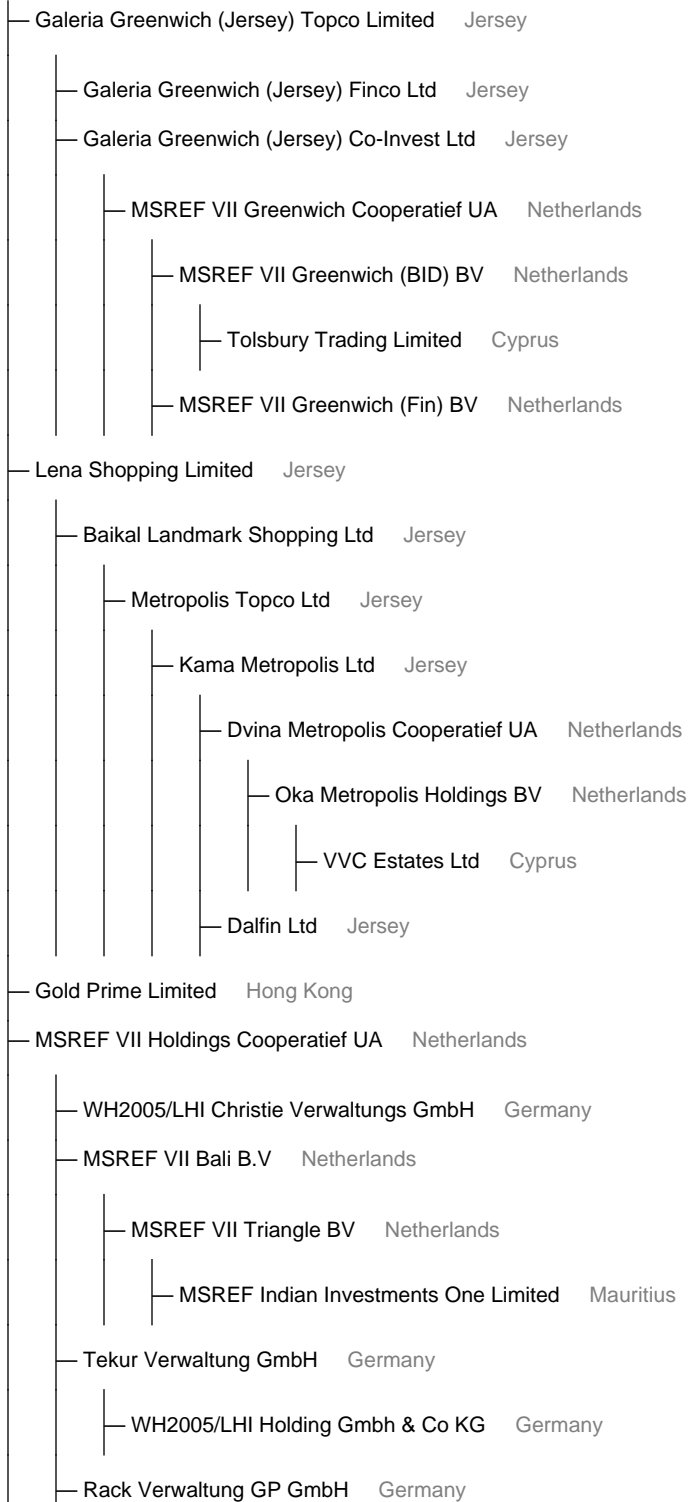 Galeria Greenwich (Jersey) Topco Limited Jersey
Galeria Greenwich (Jersey) Finco Ltd Jersey
Galeria Greenwich (Jersey) Co-Invest Ltd Jersey
MSREF VII Greenwich Cooperatief UA Netherlands
MSREF VII Greenwich (BID) BV Netherlands
Tolsbury Trading Limited Cyprus
MSREF VII Greenwich (Fin) BV Netherlands
Lena Shopping Limited Jersey
Baikal Landmark Shopping Ltd Jersey
Metropolis Topco Ltd Jersey
Kama Metropolis Ltd Jersey
Dvina Metropolis Cooperatief UA Netherlands
Oka Metropolis Holdings BV Netherlands
VVC Estates Ltd Cyprus
Dalfin Ltd Jersey
Gold Prime Limited Hong Kong
MSREF VII Holdings Cooperatief UA Netherlands
WH2005/LHI Christie Verwaltungs GmbH Germany
MSREF VII Bali B.V Netherlands
MSREF VII Triangle BV Netherlands
MSREF Indian Investments One Limited Mauritius
Tekur Verwaltung GmbH Germany
WH2005/LHI Holding Gmbh & Co KG Germany
Rack Verwaltung GP GmbH Germany